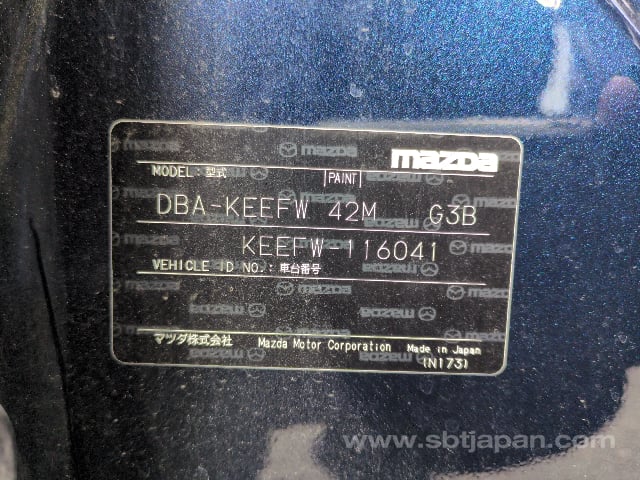 mazda
MODEL:型式 PAINT
DBA-KEEFW 42M G3B
KEEFW-116041
VEHICLE ID NO.:車台番号
マツダ株式会社 Mazda Motor Corporation Made in Japan
(N173)
www.sbtjapan.com